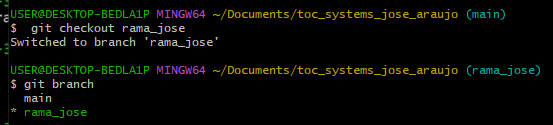 USER@DESKTOP-BEDLA1P MINGW64 ~/Documents/toc_systems_jose_araujo (main)
$  git checkout rama_jose
Switched to branch 'rama_jose'

USER@DESKTOP-BEDLA1P MINGW64 ~/Documents/toc_systems_jose_araujo (rama_jose)
$ git branch
  main
* rama_jose